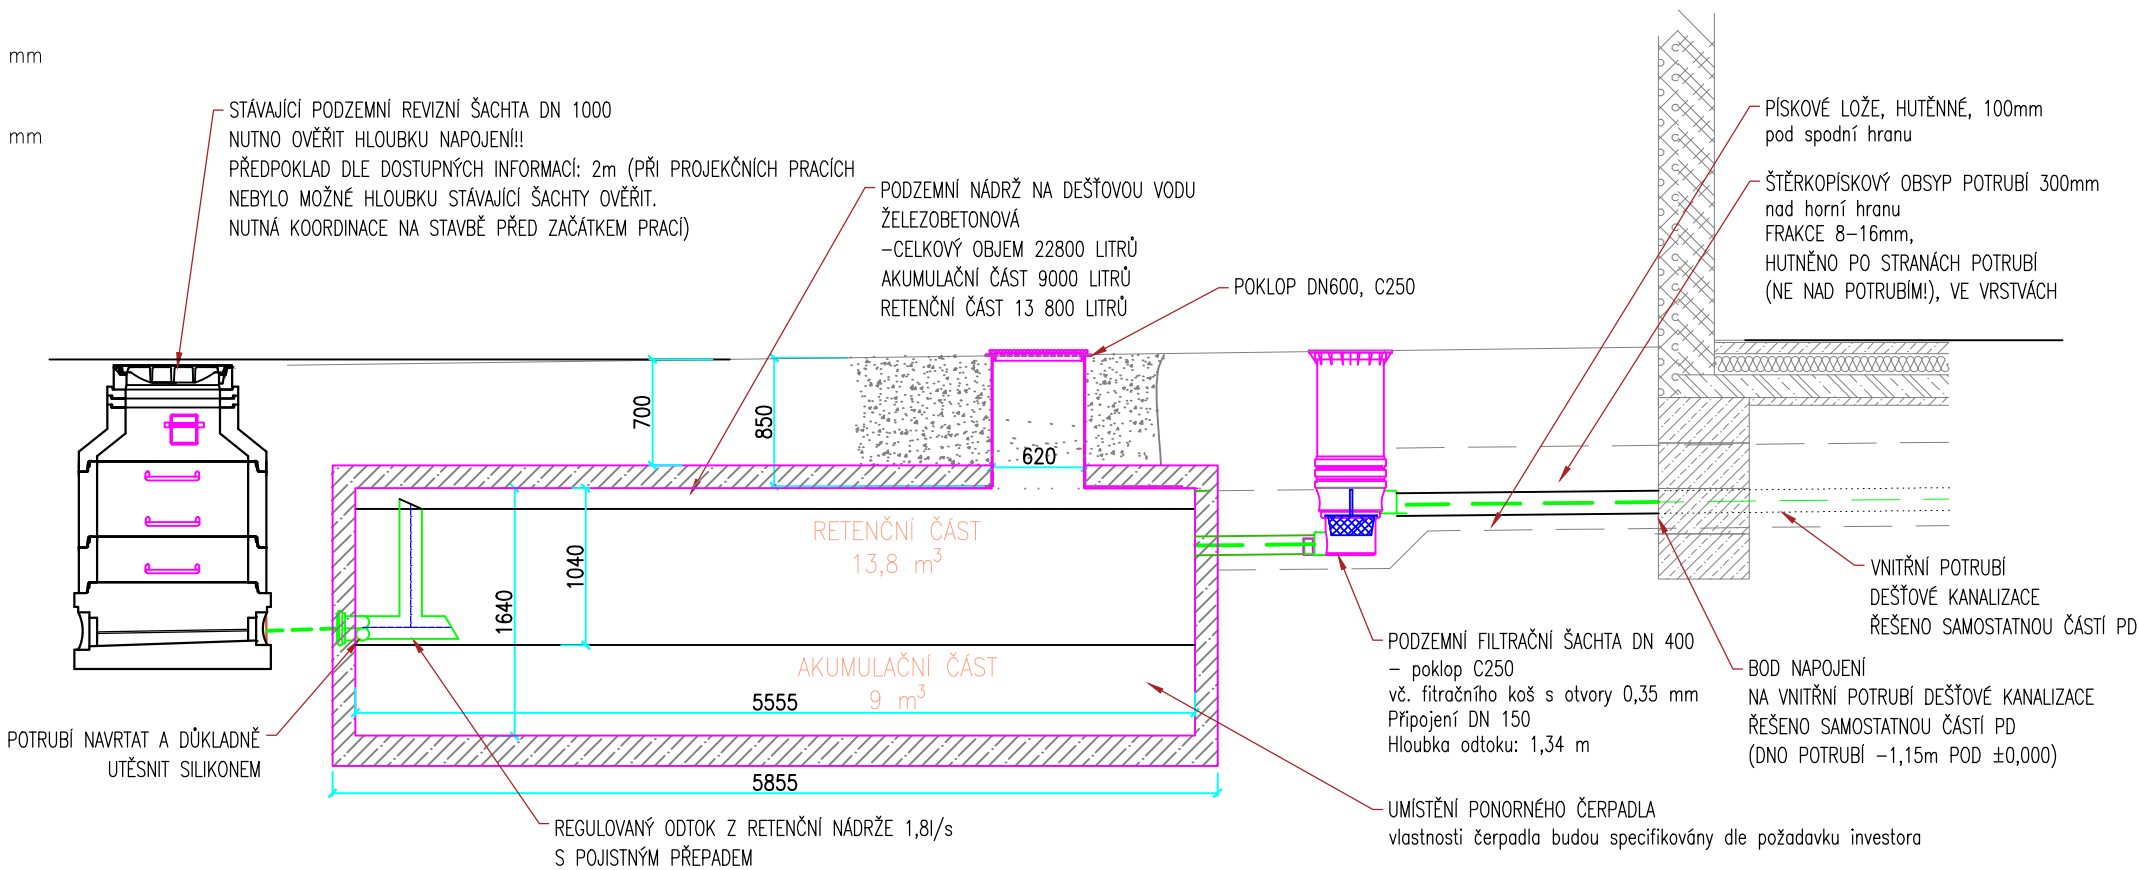 mm
mm
STÁVAJÍCÍ PODZEMNÍ REVIZNÍ ŠACHTA DN 1000
NUTNO OVĚŘIT HLOUBKU NAPOJENÍ!!
PŘEDPOKLAD DLE DOSTUPNÝCH INFORMACÍ: 2m (PŘI PROJEKČNÍCH PRACÍCH
NEBYLO MOŽNÉ HLOUBKU STÁVAJÍCÍ ŠACHTY OVĚŘIT.
NUTNÁ KOORDINACE NA STAVBĚ PŘED ZAČÁTKEM PRACÍ)
PODZEMNÍ NÁDRŽ NA DEŠŤOVOU VODU
ŽELEZOBETONOVÁ
-CELKOVÝ OBJEM 22800 LITRŮ
AKUMULAČNÍ ČÁST 9000 LITRŮ
RETENČNÍ ČÁST 13 800 LITRŮ
POKLOP DN600, C250
PÍSKOVÉ LOŽE, HUTĚNNÉ, 100mm
pod spodní hranu
ŠTĚRKOPÍSKOVÝ OBSYP POTRUBÍ 300mm
nad horní hranu
FRAKCE 8-16mm,
HUTNĚNO PO STRANÁCH POTRUBÍ
(NE NAD POTRUBÍM!), VE VRSTVÁCH
700
850
620
RETENČNÍ ČÁST
13,8 m³
1040
1640
AKUMULAČNÍ ČÁST
9 m³
5555
5855
VNITŘNÍ POTRUBÍ
DEŠŤOVÉ KANALIZACE
ŘEŠENO SAMOSTATNOU ČÁSTÍ PD
PODZEMNÍ FILTRAČNÍ ŠACHTA DN 400
- poklop C250
vč. fitračního koš s otvory 0,35 mm
Připojení DN 150
Hloubka odtoku: 1,34 m
BOD NAPOJENÍ
NA VNITŘNÍ POTRUBÍ DEŠŤOVÉ KANALIZACE
ŘEŠENO SAMOSTATNOU ČÁSTÍ PD
(DNO POTRUBÍ -1,15m POD ±0,000)
POTRUBÍ NAVRTAT A DŮKLADNĚ
UTĚSNIT SILIKONEM
REGULOVANÝ ODTOK Z RETENČNÍ NÁDRŽE 1,8l/s
S POJISTNÝM PŘEPADEM
UMÍSTĚNÍ PONORNÉHO ČERPADLA
vlastnosti čerpadla budou specifikovány dle požadavku investora